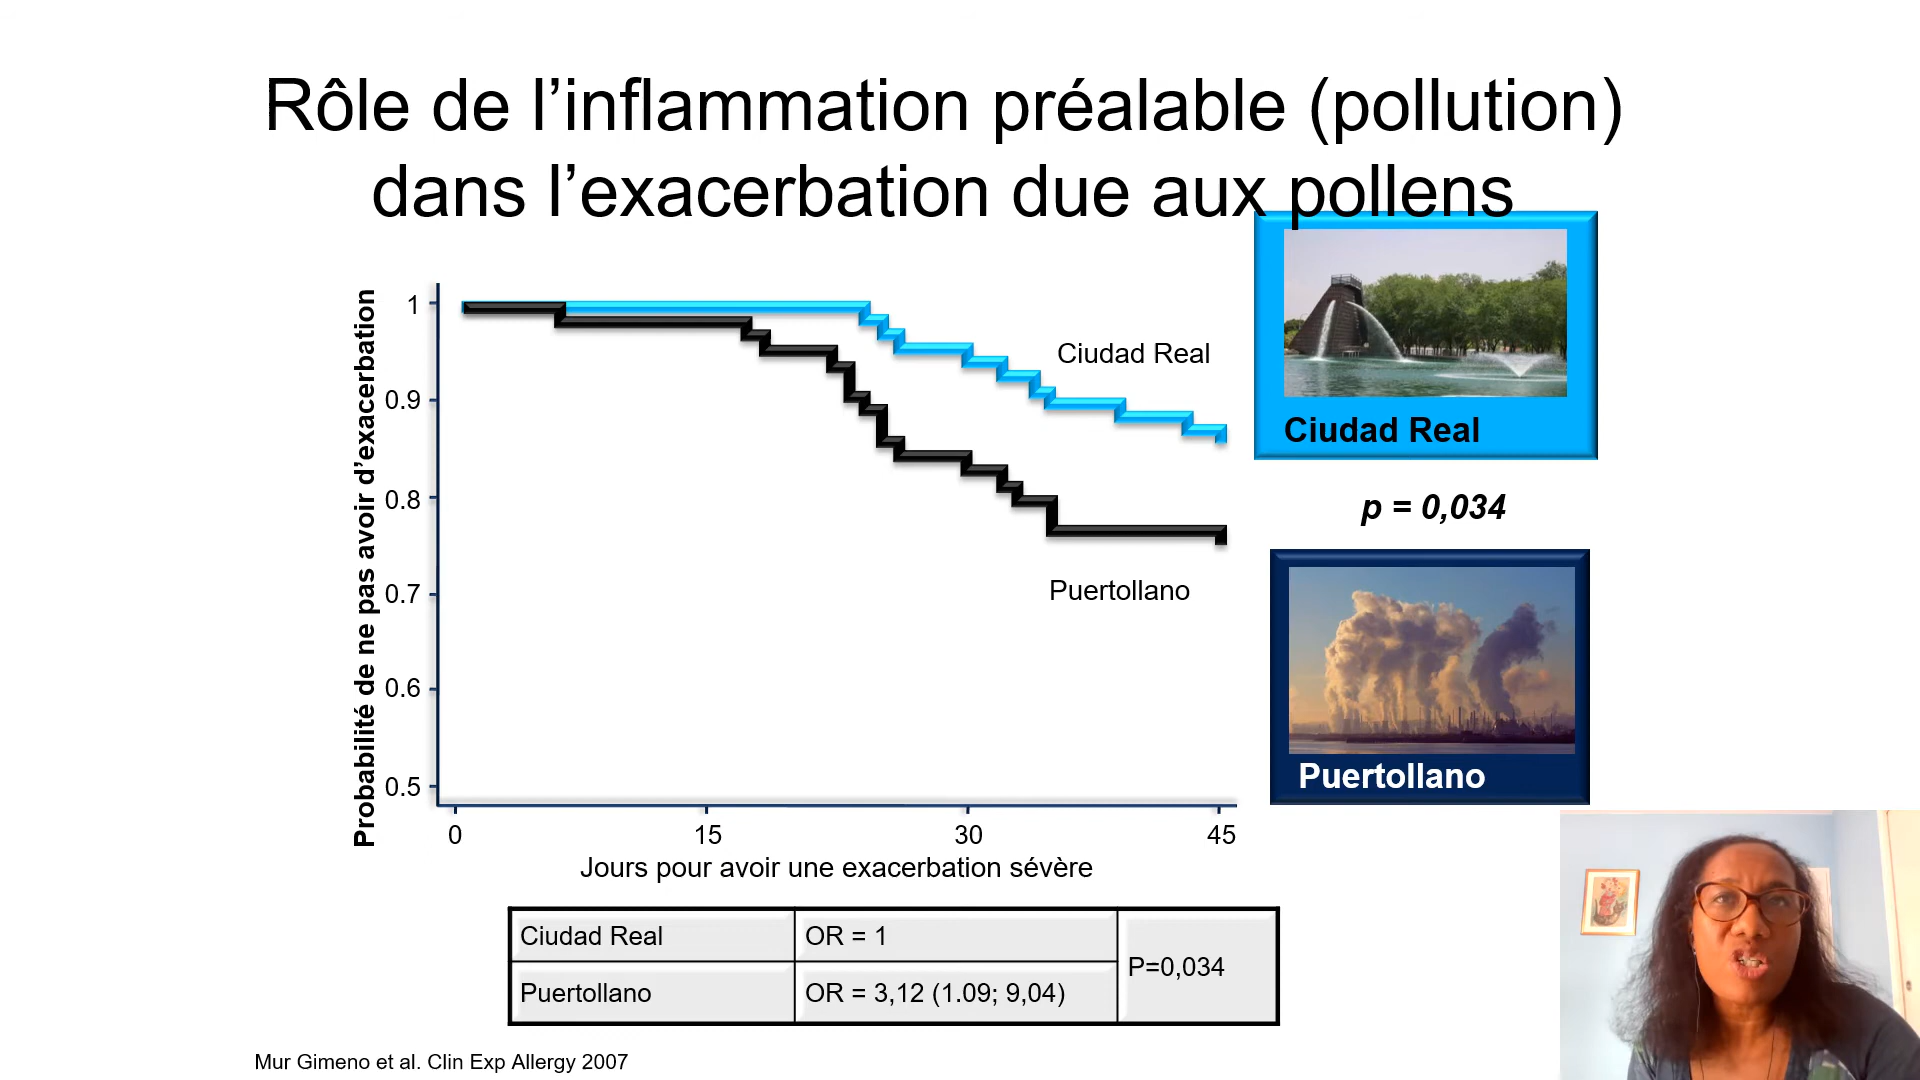 Rôle de l’inflammation préalable (pollution)
dans l’exacerbation due aux pollens
Probabilité de ne pas avoir d’exacerbation
1
0.9
0.8
0.7
0.6
0.5
Ciudad Real
Puertollano
0 15 30 45
Jours pour avoir une exacerbation sévère
Ciudad Real
p = 0,034
Puertollano
Ciudad Real OR = 1
P=0,034
Puertollano OR = 3,12 (1.09; 9,04)
Mur Gimeno et al. Clin Exp Allergy 2007